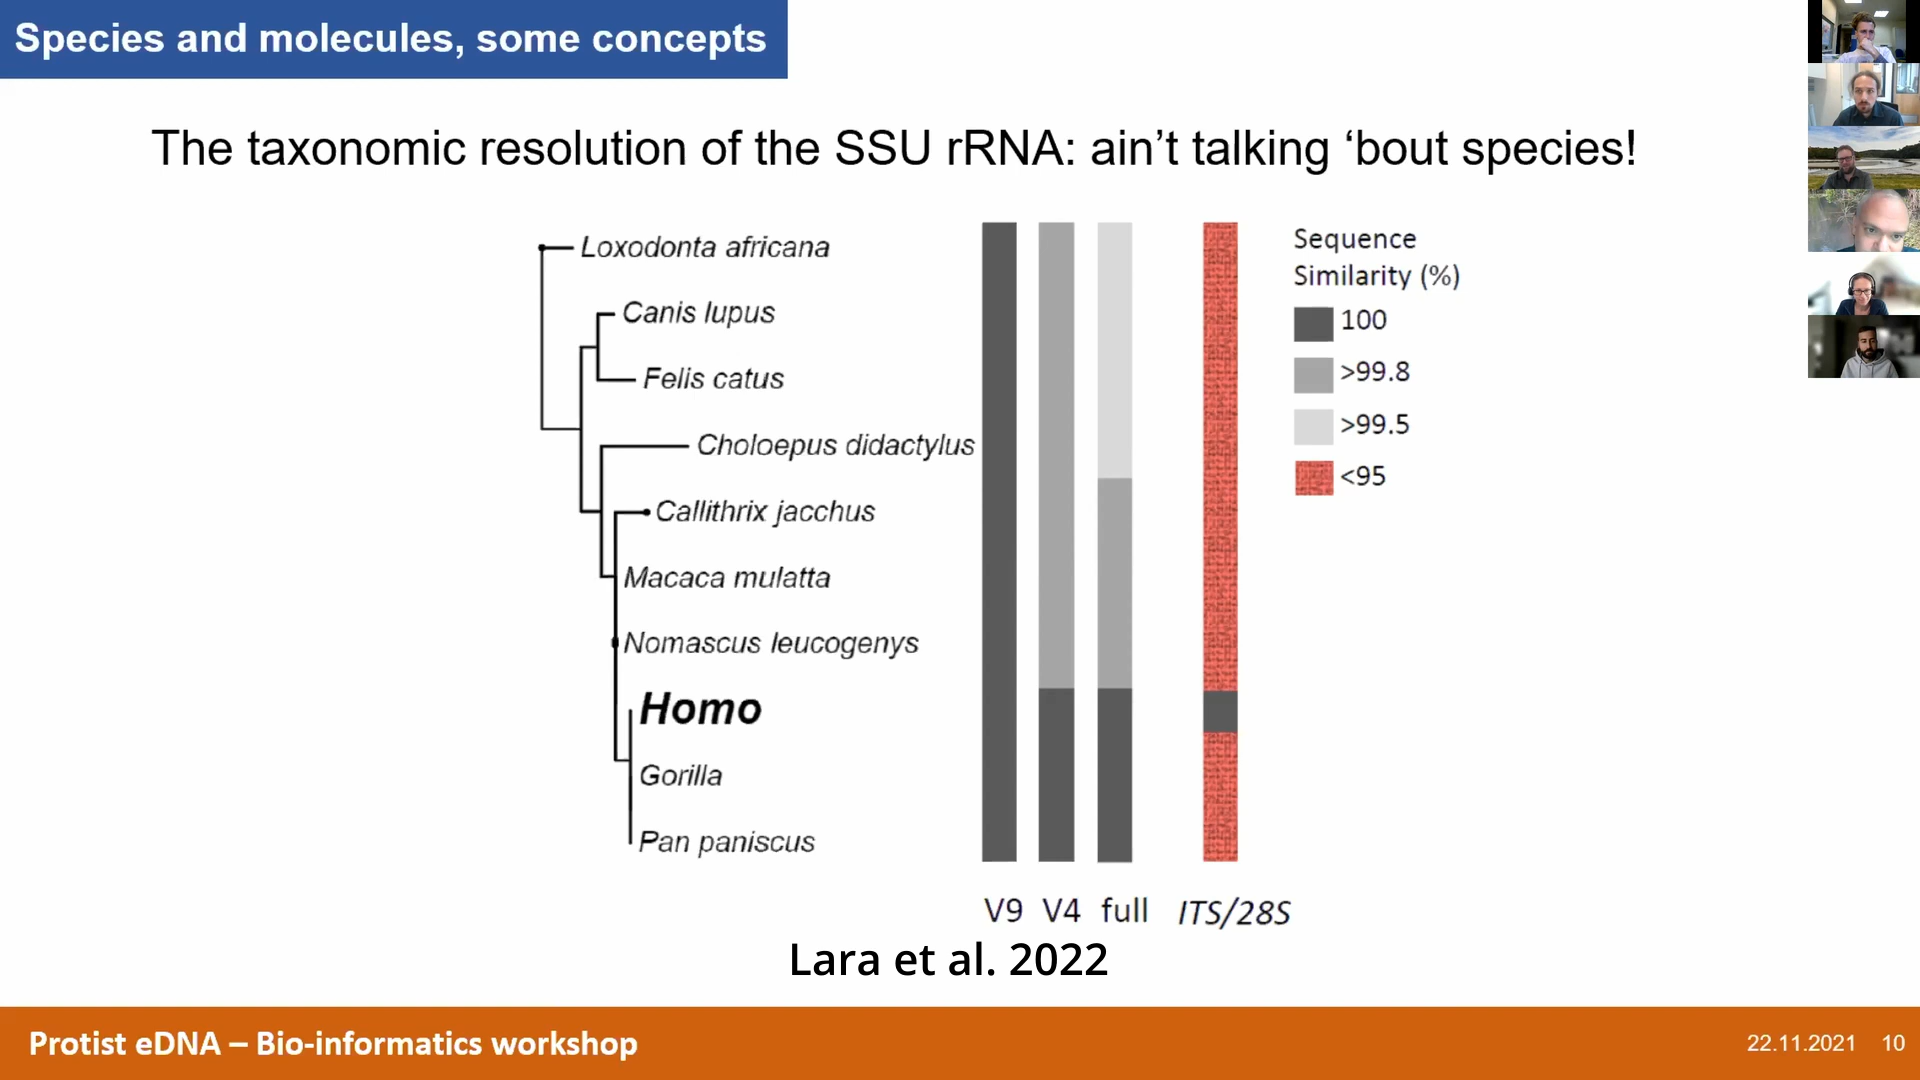 Species and molecules, some concepts
The taxonomic resolution of the SSU rRNA: ain’t talking ‘bout species!
Loxodonta africana
Canis lupus
Felis catus
Choloepus didactylus
Callithrix jacchus
Macaca mulatta
Nomascus leucogenys
Homo
Gorilla
Pan paniscus
V9 V4 full ITS/28S
Sequence
Similarity (%)
100
>99.8
>99.5
<95
Lara et al. 2022
Protist eDNA – Bio-informatics workshop
22.11.2021 10